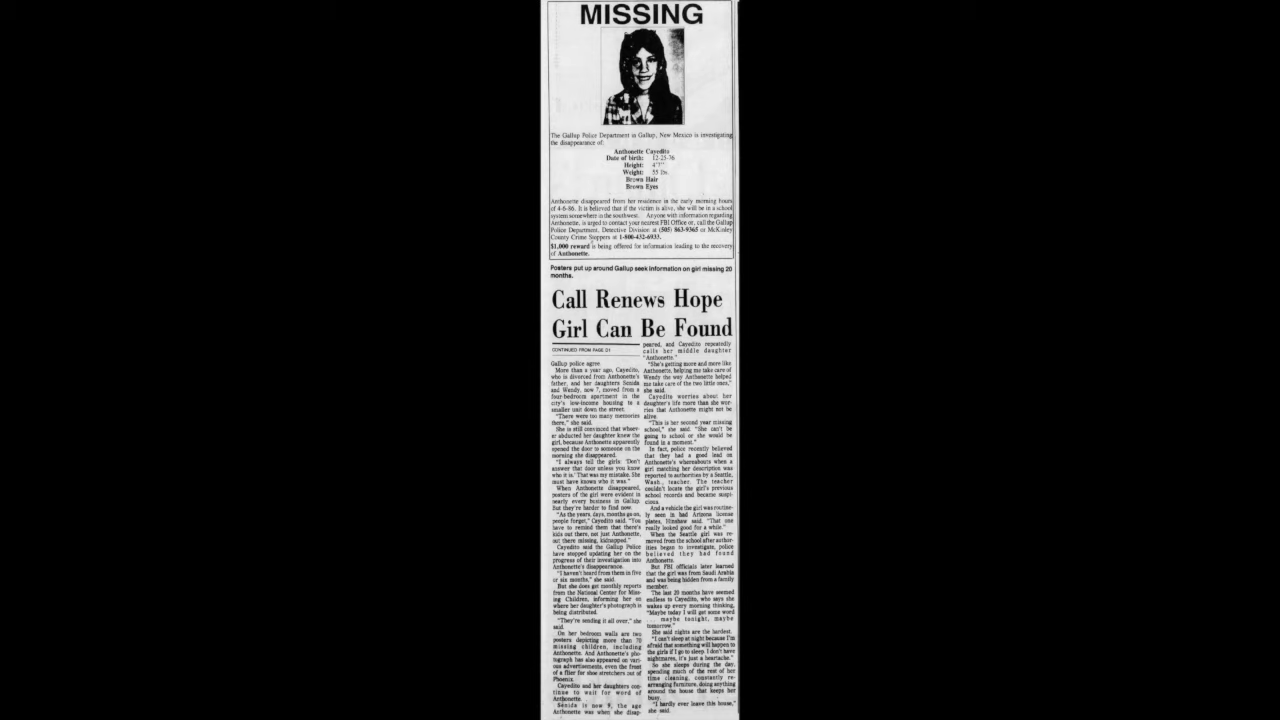 MISSING
The Gallup Police Department in Gallup, New Mexico is investigating
the disappearance of:
Anthonette Cayedito
Date of birth: 12-25-76
Height: 4'7"
Weight: 55 lbs.
Brown Hair
Brown Eyes
Anthonette disappeared from her residence in the early morning hours
of 4-6-86. It is believed that if the victim is alive, she will be in a school
system somewhere in the southwest. Anyone with information regarding
Anthonette, is urged to contact your nearest FBI Office or, call the Gallup
Police Department, Detective Division at (505) 863-9365 or McKinley
County Crime Stoppers at 1-800-432-6933.
$1,000 reward is being offered for information leading to the recovery
of Anthonette.
Posters put up around Gallup seek information on girl missing 20
months.
Call Renews Hope
Girl Can Be Found
CONTINUED FROM PAGE D1
Gallup police agree
More than a year ago, Cayedito,
who is divorced from Anthonette's
father, and her daughters Senida
and Wendy, now 7, moved from a
four-bedroom apartment in the
city's low-income housing to a
smaller unit down the street.
"There were too many memories
there," she said.
She is still convinced that whoev-
er abducted her daughter knew the
girl, because Anthonette apparently
opened the door to someone on the
morning she disappeared.
"I always tell the girls: 'Don't
answer that door unless you know
who it is.' That was my mistake. She
must have known who it was."
When Anthonette disappeared,
posters of the girl were evident in
nearly every business in Gallup.
But they're harder to find now.
"As the years, days, months go on,
people forget," Cayedito said. "You
have to remind them that there's
kids out there, not just Anthonette,
out there missing, kidnapped."
Cayedito said the Gallup Police
have stopped updating her on the
progress of their investigation into
Anthonette's disappearance.
"I haven't heard from them in five
or six months," she said.
But she does get monthly reports
from the National Center for Miss-
ing Children, informing her on
where her daughter's photograph is
being distributed.
"They're sending it all over," she
said.
On her bedroom walls are two
posters depicting more than 70
missing children, including
Anthonette. And Anthonette's pho-
tograph has also appeared on vari-
ous advertisements, even the front
of a flier for shoe stretchers out of
Phoenix.
Cayedito and her daughters con-
tinue to wait for word of
Anthonette.
Senida is now 9, the age
Anthonette was when she disap-
peared, and Cayedito repeatedly
calls her middle daughter
"Anthonette."
"She's getting more and more like
Anthonette, helping me take care of
Wendy the way Anthonette helped
me take care of the two little ones,"
she said.
Cayedito worries about her
daughter's life more than she wor-
ries that Anthonette might not be
alive.
"This is her second year missing
school," she said. "She can't be
going to school or she would be
found in a moment."
In fact, police recently believed
that they had a good lead on
Anthonette's whereabouts when a
girl matching her description was
reported to authorities by a Seattle,
Wash., teacher. The teacher
couldn't locate the girl's previous
school records and became suspi-
cious.
And a vehicle the girl was routine-
ly seen in had Arizona license
plates, Hinshaw said. "That one
really looked good for a while."
When the Seattle girl was re-
moved from the school after author-
ities began to investigate, police
believed they had found
Anthonette.
But FBI officials later learned
that the girl was from Saudi Arabia
and was being hidden from a family
member.
The last 20 months have seemed
endless to Cayedito, who says she
wakes up every morning thinking,
"Maybe today I will get some word
... maybe tonight, maybe
tomorrow."
She said nights are the hardest.
"I can't sleep at night because I'm
afraid that something will happen to
the girls if I go to sleep. I don't have
nightmares, it's just a heartache."
So she sleeps during the day,
spending much of the rest of her
time cleaning, constantly re-
arranging furniture, doing anything
around the house that keeps her
busy.
"I hardly ever leave this house,"
she said.